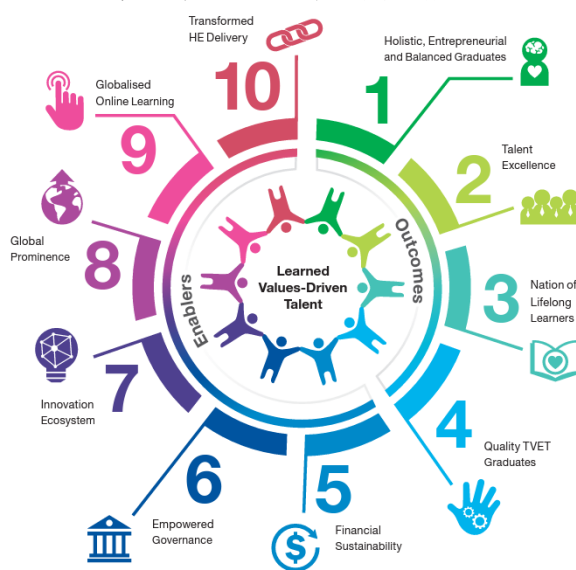 Transformed
HE Delivery
10
1
Holistic, Entrepreneurial
and Balanced Graduates
Globalised
Online Learning
9
2
Talent
Excellence
Global
Prominence
8
3
Nation of
Lifelong
Learners
Enablers
Outcomes
Learned
Values-Driven
Talent
Innovation
Ecosystem
7
4
Quality TVET
Graduates
6
Empowered
Governance
5
Financial
Sustainability
$